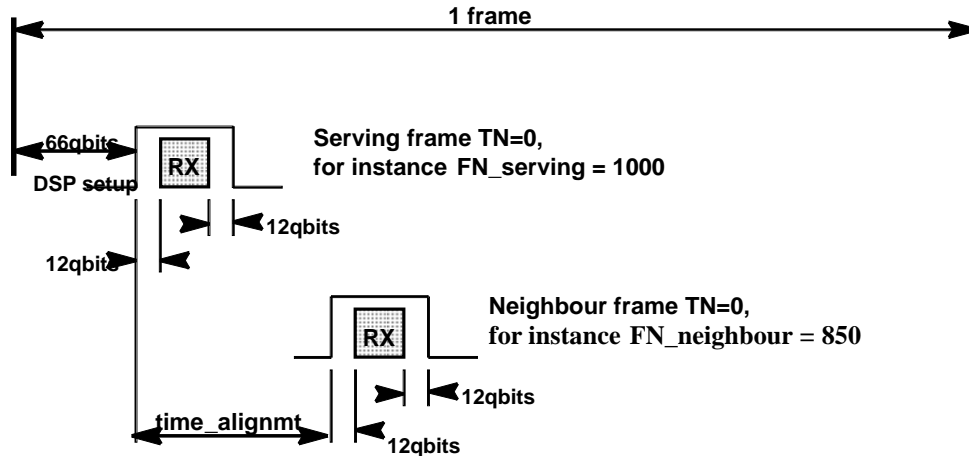 1 frame
66qbits
DSP setup
RX
Serving frame TN=0,
for instance FN_serving = 1000
12qbits
12qbits
RX
Neighbour frame TN=0,
for instance FN_neighbour = 850
12qbits
time_alignmt
12qbits